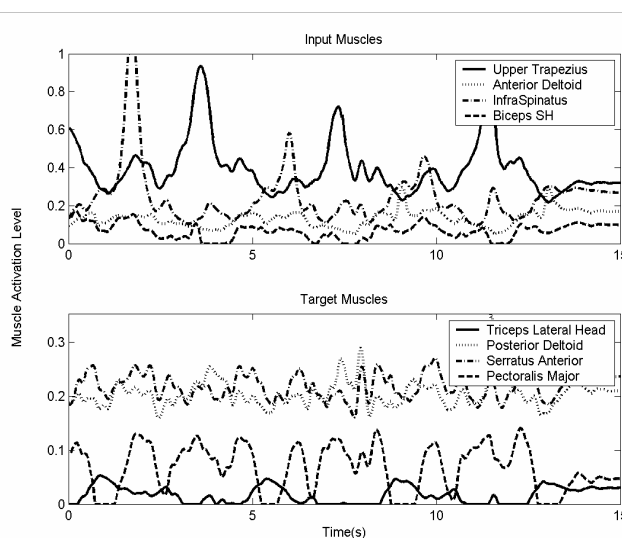 Input Muscles
1
0.8
0.6
0.4
0.2
0
Upper Trapezius
Anterior Deltoid
InfraSpinatus
Biceps SH
0 5 10 15
Muscle Activation Level
Target Muscles
0.3
0.2
0.1
0
Triceps Lateral Head
Posterior Deltoid
Serratus Anterior
Pectoralis Major
0 5 10 15
Time(s)